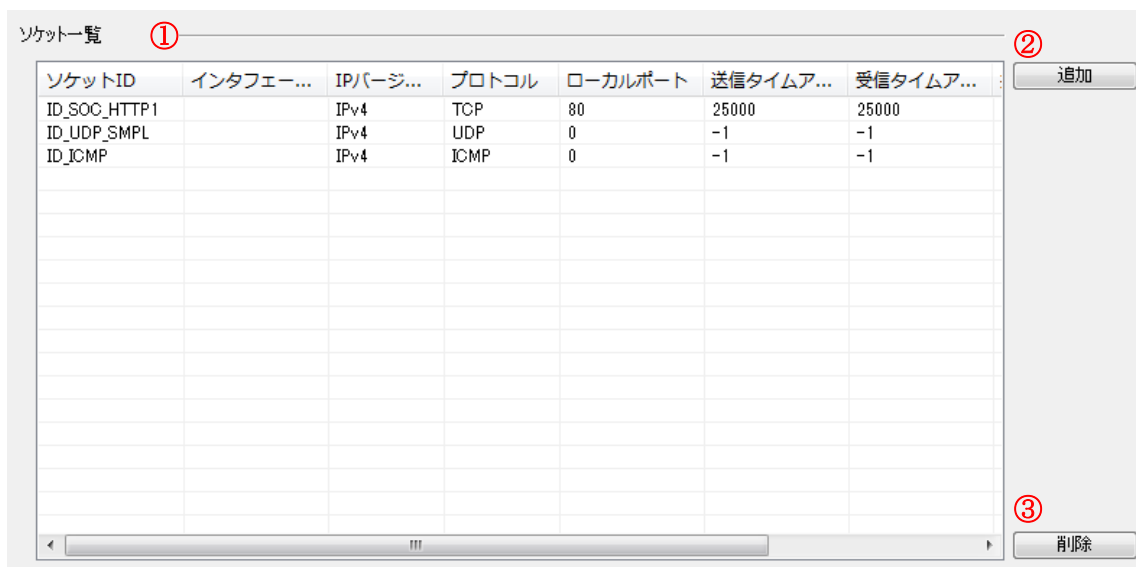 ソケット一覧 ①
②
追加
ソケットID インタフェー... IPバージ... プロトコル ローカルポート 送信タイムア... 受信タイムア...
ID_SOC_HTTP1 IPv4 TCP 80 25000 25000
ID_UDP_SMPL IPv4 UDP 0 -1 -1
ID_ICMP IPv4 ICMP 0 -1 -1
③
削除